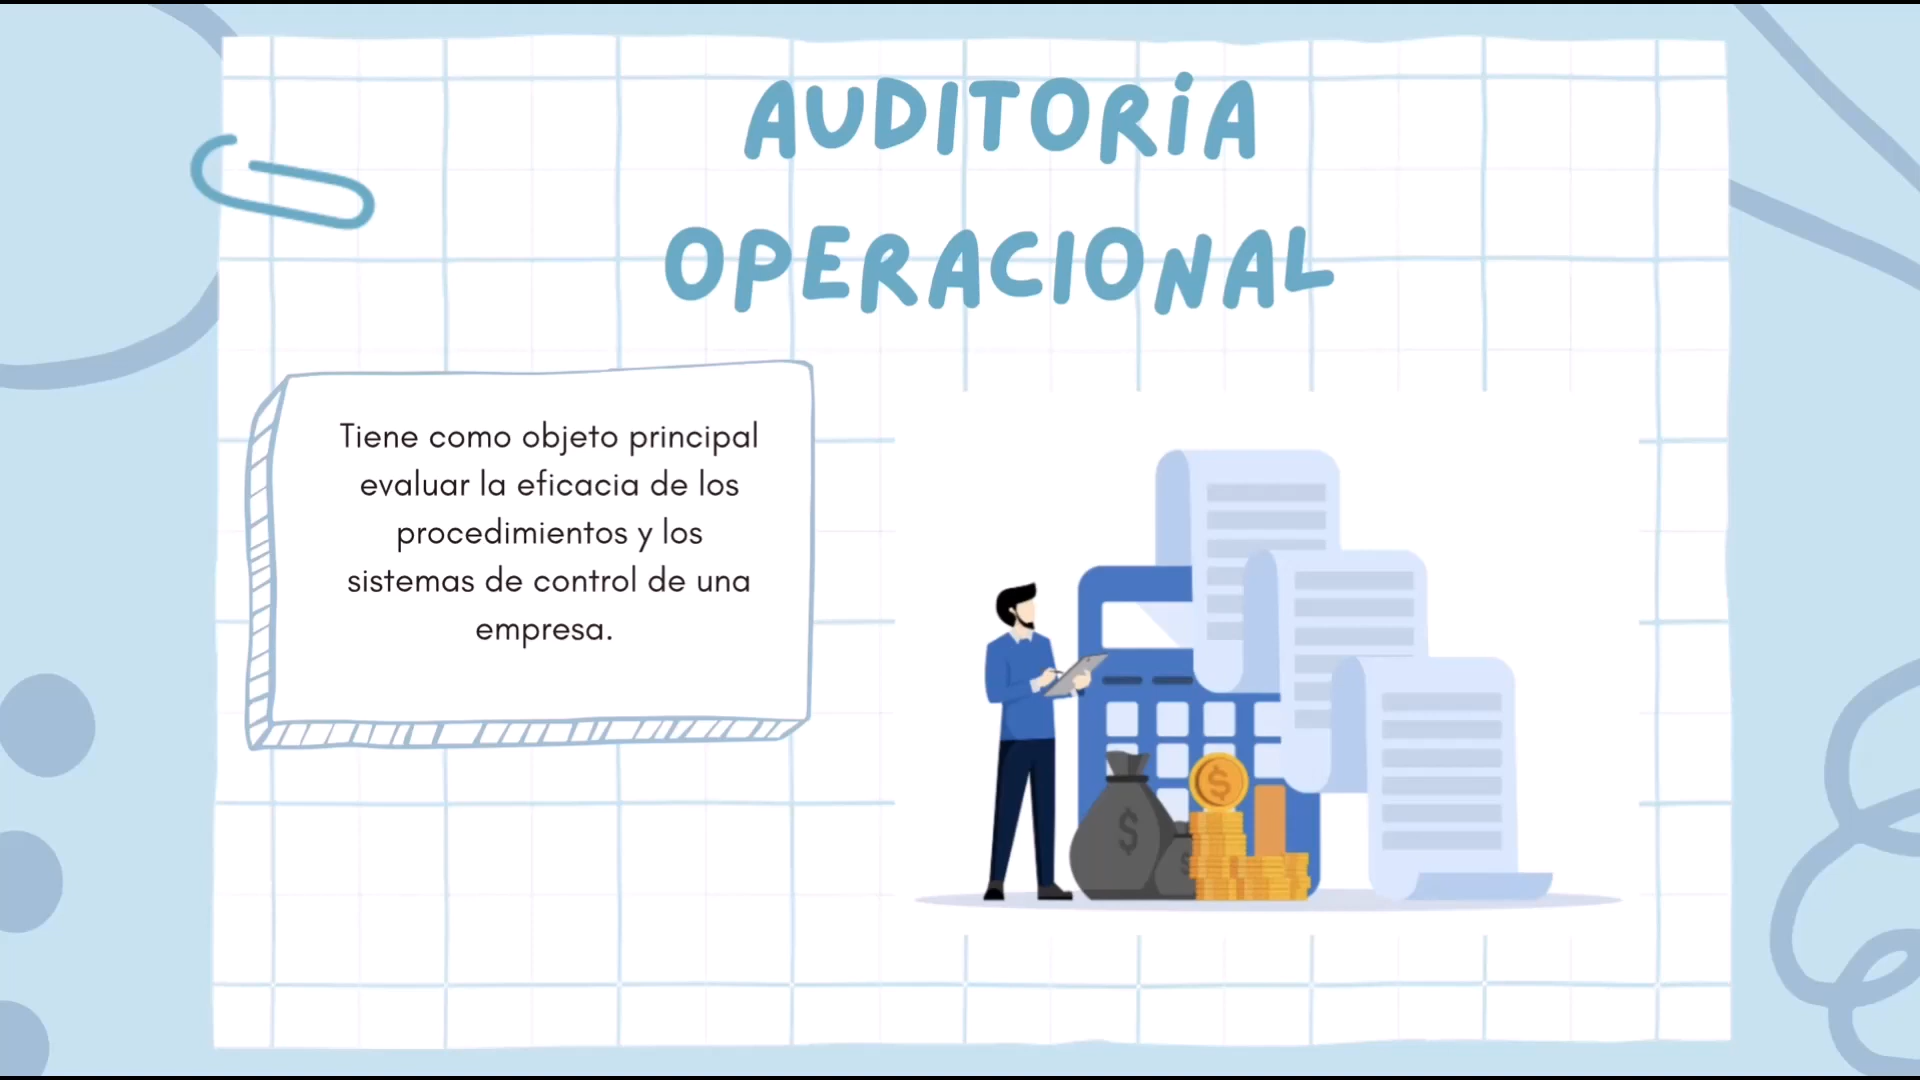 AUDITORÍA
OPERACIONAL
Tiene como objeto principal
evaluar la eficacia de los
procedimientos y los
sistemas de control de una
empresa.
$
$
$